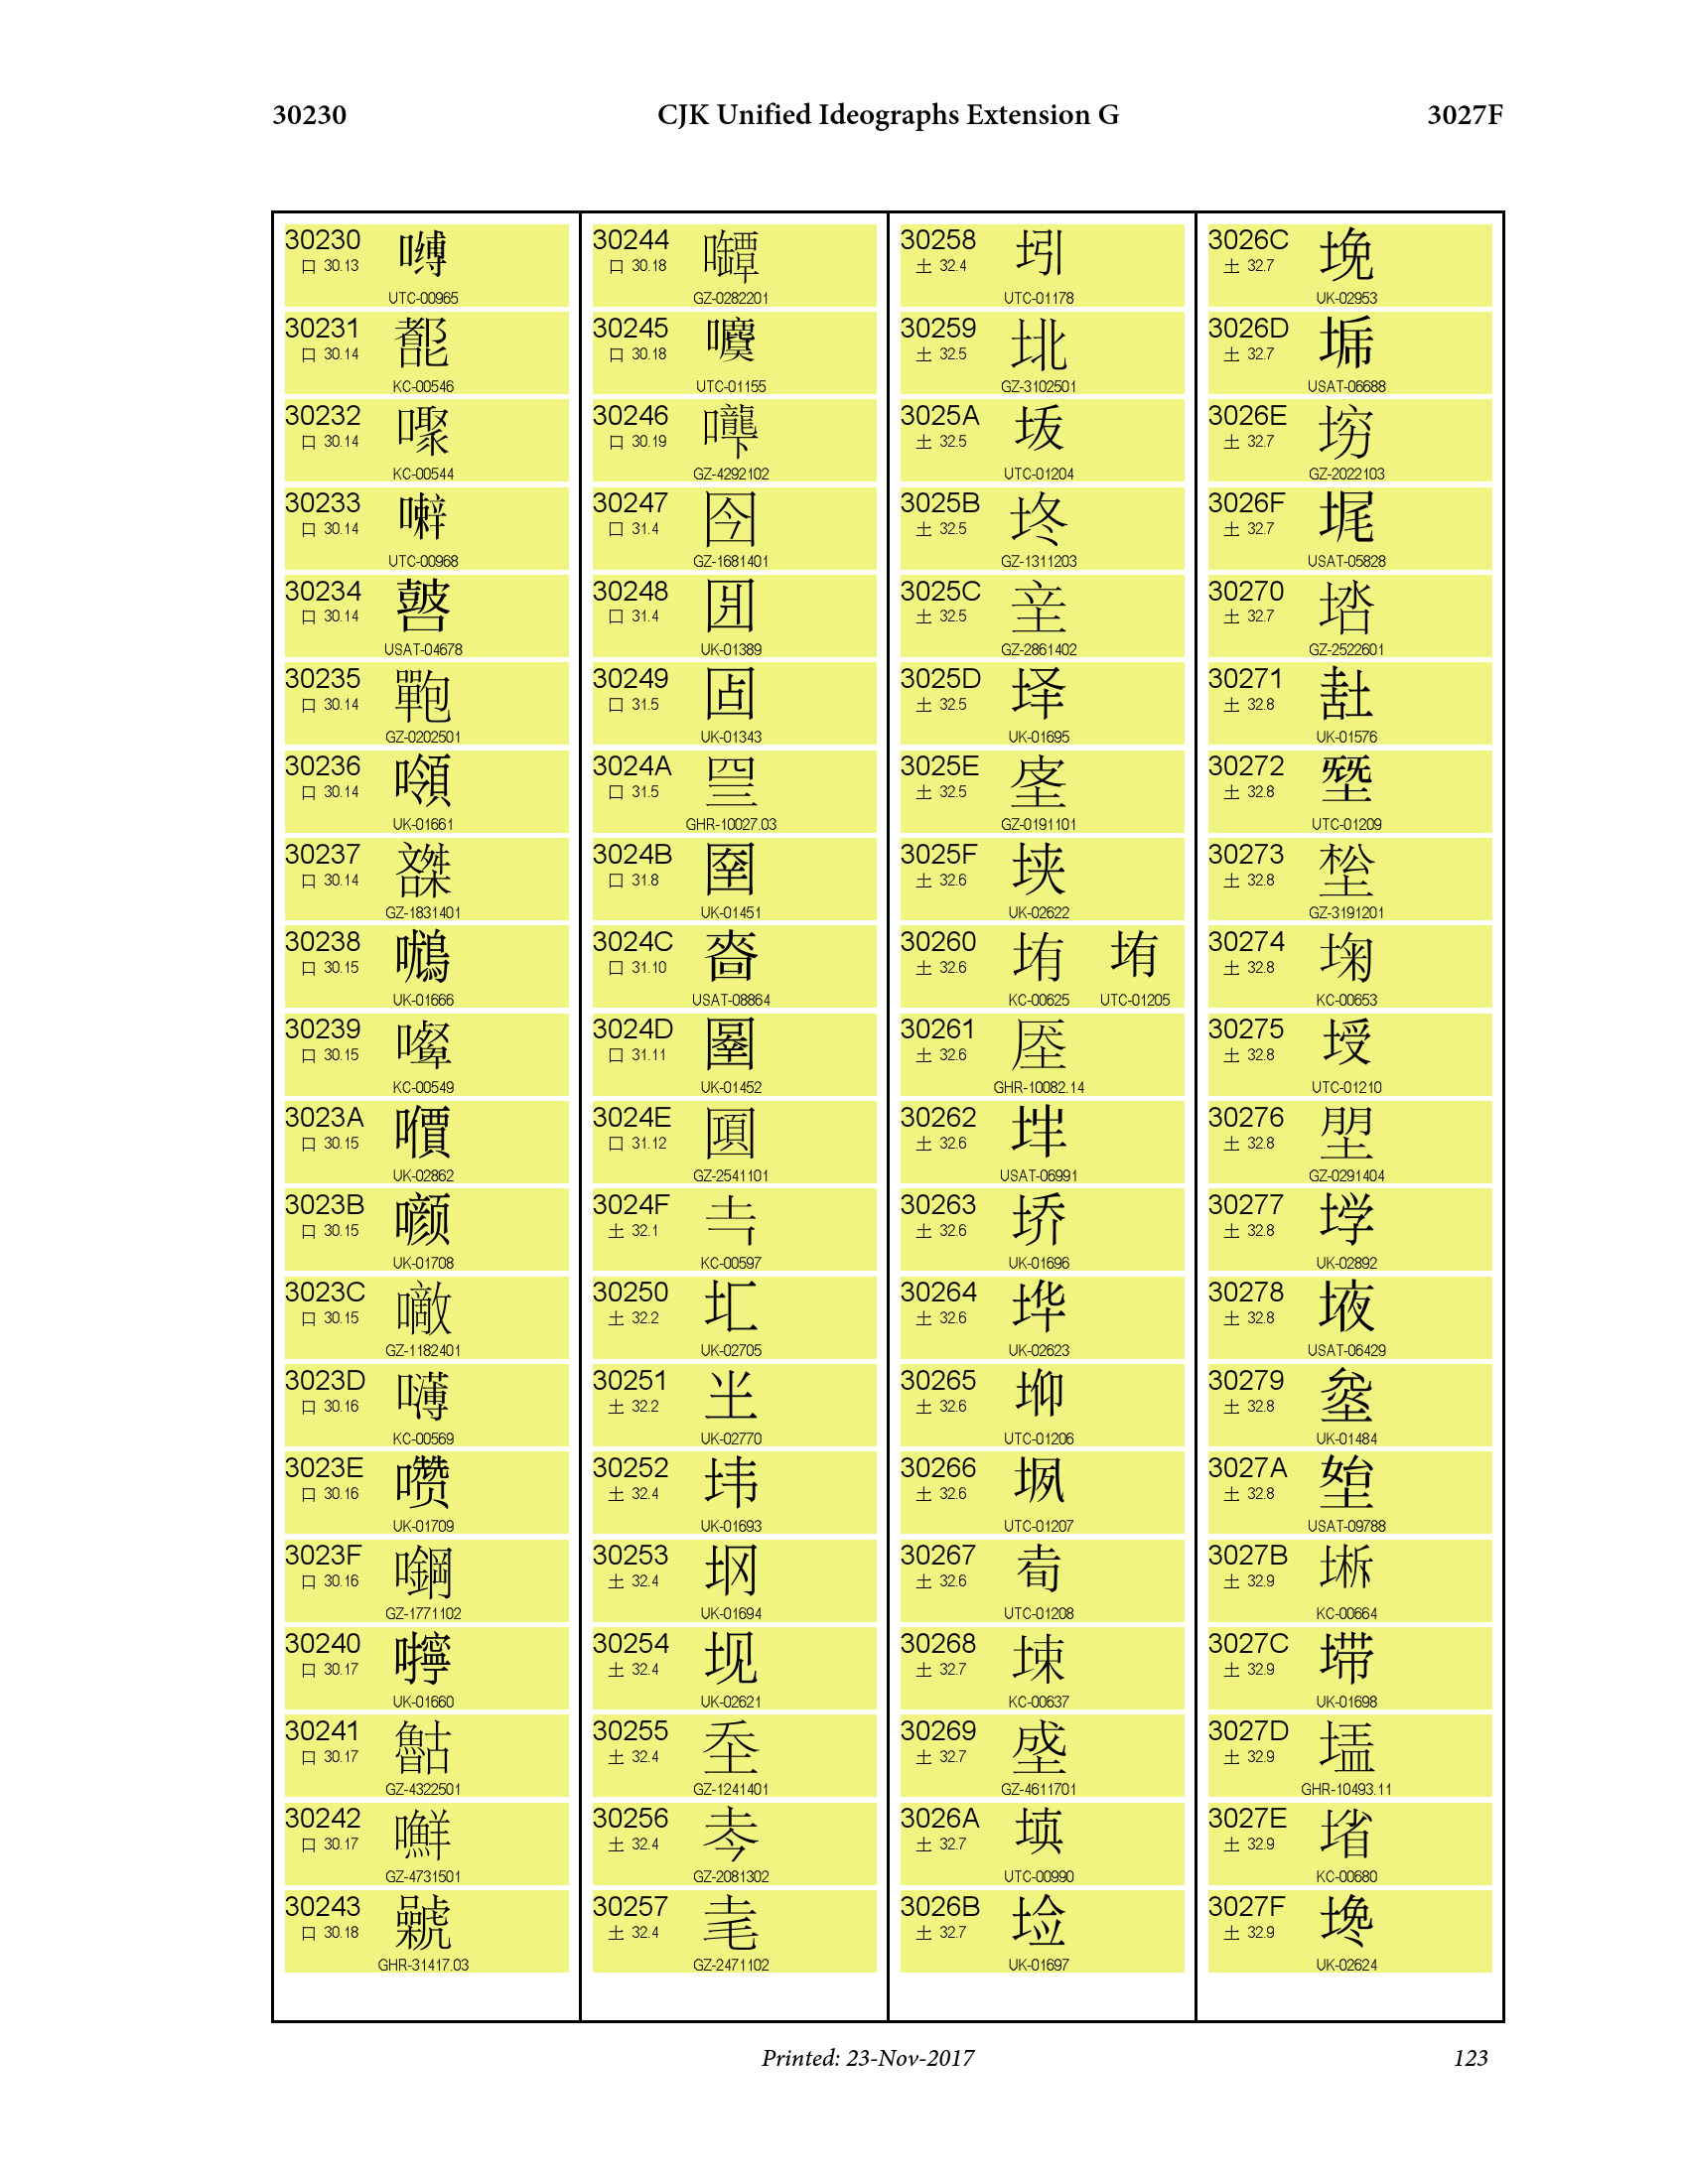 30230
CJK Unified Ideographs Extension G
3027F
30230
口 30.13
UTC-00965
30231
口 30.14
KC-00546
30232
口 30.14
KC-00544
30233
口 30.14
UTC-00968
30234
口 30.14
USAT-04678
30235
口 30.14
GZ-0202501
30236
口 30.14
UK-01661
30237
口 30.14
GZ-1831401
30238
口 30.15
UK-01666
30239
口 30.15
KC-00549
3023A
口 30.15
UK-02862
3023B
口 30.15
UK-01708
3023C
口 30.15
GZ-1182401
3023D
口 30.16
KC-00569
3023E
口 30.16
UK-01709
3023F
口 30.16
GZ-1771102
30240
口 30.17
UK-01660
30241
口 30.17
GZ-4322501
30242
口 30.17
GZ-4731501
30243
口 30.18
GHR-31417.03
30244
口 30.18
GZ-0282201
30245
口 30.18
UTC-01155
30246
口 30.19
GZ-4292102
30247
囗 31.4
GZ-1681401
30248
囗 31.4
UK-01389
30249
囗 31.5
UK-01343
3024A
囗 31.5
GHR-10027.03
3024B
囗 31.8
UK-01451
3024C
囗 31.10
USAT-08864
3024D
囗 31.11
UK-01452
3024E
囗 31.12
GZ-2541101
3024F
土 32.1
KC-00597
30250
土 32.2
UK-02705
30251
土 32.2
UK-02770
30252
土 32.4
UK-01693
30253
土 32.4
UK-01694
30254
土 32.4
UK-02621
30255
土 32.4
GZ-1241401
30256
土 32.4
GZ-2081302
30257
土 32.4
GZ-2471102
30258
土 32.4
UTC-01178
30259
土 32.5
GZ-3102501
3025A
土 32.5
UTC-01204
3025B
土 32.5
GZ-1311203
3025C
土 32.5
GZ-2861402
3025D
土 32.5
UK-01695
3025E
土 32.5
GZ-0191101
3025F
土 32.6
UK-02622
30260
土 32.6
KC-00625 UTC-01205
30261
土 32.6
GHR-10082.14
30262
土 32.6
USAT-06991
30263
土 32.6
UK-01696
30264
土 32.6
UK-02623
30265
土 32.6
UTC-01206
30266
土 32.6
UTC-01207
30267
土 32.6
UTC-01208
30268
土 32.7
KC-00637
30269
土 32.7
GZ-4611701
3026A
土 32.7
UTC-00990
3026B
土 32.7
UK-01697
3026C
土 32.7
UK-02953
3026D
土 32.7
USAT-06688
3026E
土 32.7
GZ-2022103
3026F
土 32.7
USAT-05828
30270
土 32.7
GZ-2522601
30271
土 32.8
UK-01576
30272
土 32.8
UTC-01209
30273
土 32.8
GZ-3191201
30274
土 32.8
KC-00653
30275
土 32.8
UTC-01210
30276
土 32.8
GZ-0291404
30277
土 32.8
UK-02892
30278
土 32.8
USAT-06429
30279
土 32.8
UK-01484
3027A
土 32.8
USAT-09788
3027B
土 32.9
KC-00664
3027C
土 32.9
UK-01698
3027D
土 32.9
GHR-10493.11
3027E
土 32.9
KC-00680
3027F
土 32.9
UK-02624
Printed: 23-Nov-2017
123